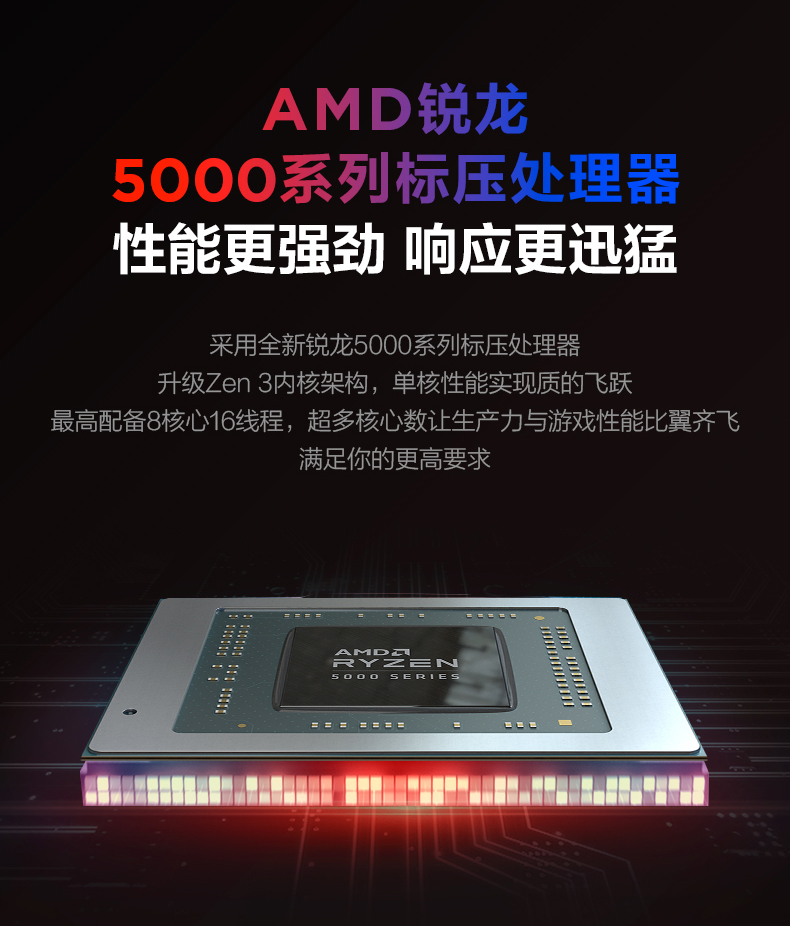 AMD锐龙
5000系列标压处理器
性能更强劲 响应更迅猛
采用全新锐龙5000系列标压处理器
升级Zen 3内核架构，单核性能实现质的飞跃
最高配备8核心16线程，超多核心数让生产力与游戏性能比翼齐飞
满足你的更高要求
AMD
RYZEN
5000 SERIES